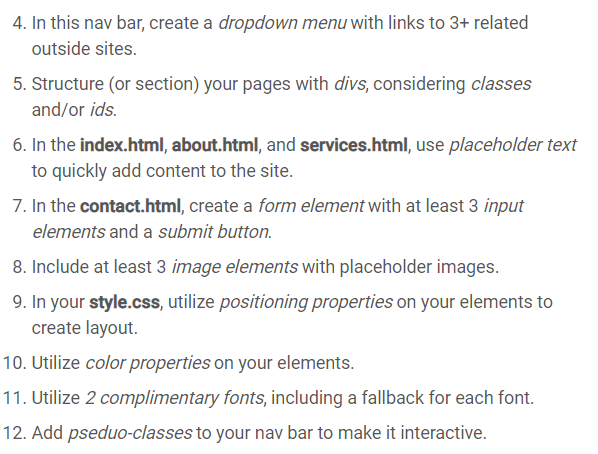 4. In this nav bar, create a dropdown menu with links to 3+ related
outside sites.
5. Structure (or section) your pages with divs, considering classes
and/or ids.
6. In the index.html, about.html, and services.html, use placeholder text
to quickly add content to the site.
7. In the contact.html, create a form element with at least 3 input
elements and a submit button.
8. Include at least 3 image elements with placeholder images.
9. In your style.css, utilize positioning properties on your elements to
create layout.
10. Utilize color properties on your elements.
11. Utilize 2 complimentary fonts, including a fallback for each font.
12. Add pseduo-classes to your nav bar to make it interactive.